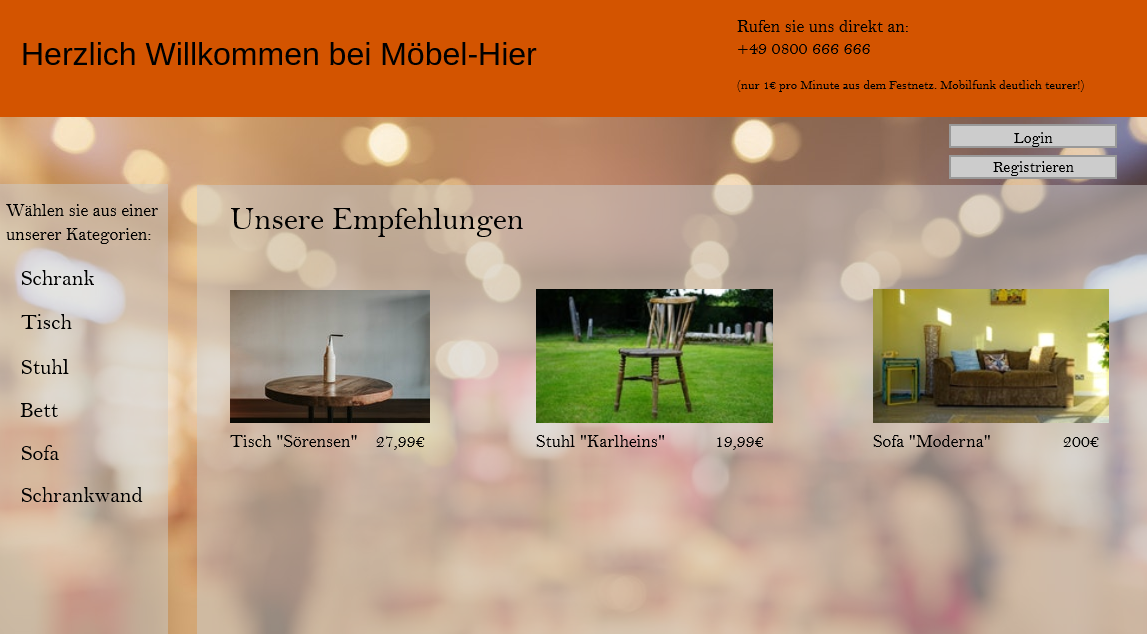 Herzlich Willkommen bei Möbel-Hier
Rufen sie uns direkt an:
+49 0800 666 666
(nur 1€ pro Minute aus dem Festnetz. Mobilfunk deutlich teurer!)
Login
Registrieren
Wählen sie aus einer
unserer Kategorien:
Schrank
Tisch
Stuhl
Bett
Sofa
Schrankwand
Unsere Empfehlungen
Tisch "Sörensen" 27,99€
Stuhl "Karlheins" 19,99€
Sofa "Moderna" 200€